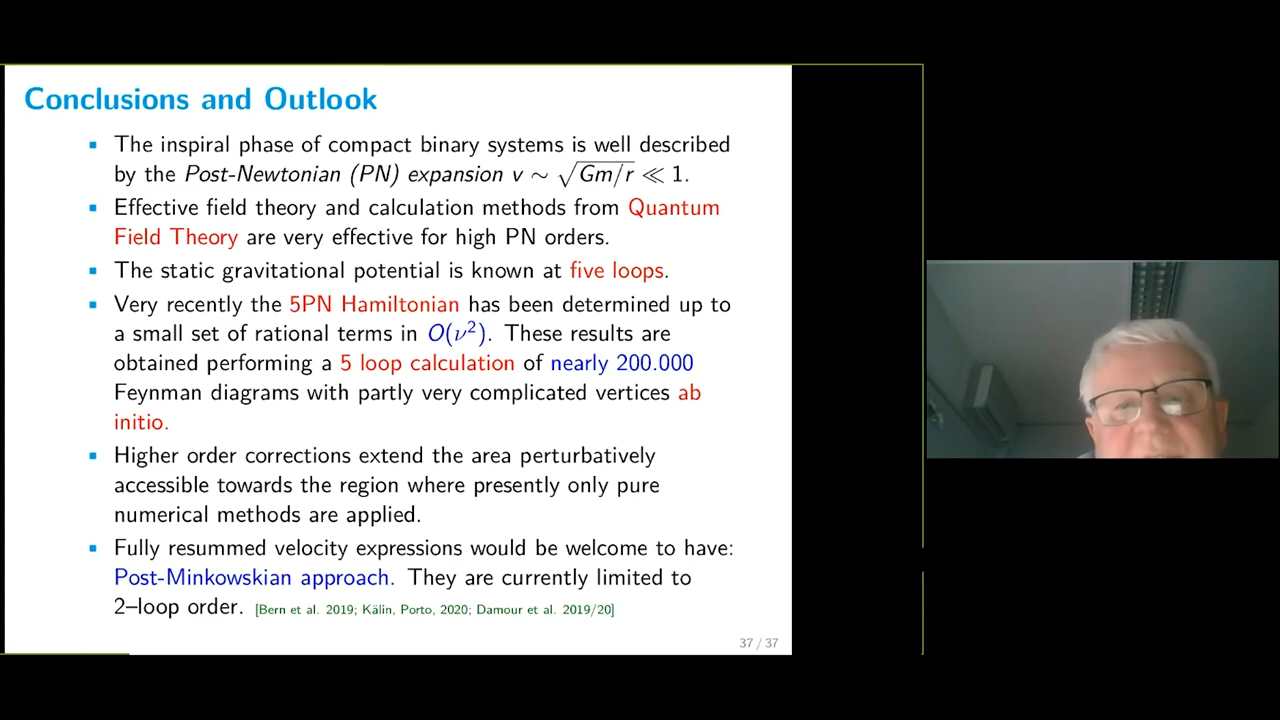 Conclusions and Outlook
▪ The inspiral phase of compact binary systems is well described
by the Post-Newtonian (PN) expansion v ∼ √Gm/r ≪ 1.
▪ Effective field theory and calculation methods from Quantum
Field Theory are very effective for high PN orders.
▪ The static gravitational potential is known at five loops.
▪ Very recently the 5PN Hamiltonian has been determined up to
a small set of rational terms in O(ν²). These results are
obtained performing a 5 loop calculation of nearly 200.000
Feynman diagrams with partly very complicated vertices ab
initio.
▪ Higher order corrections extend the area perturbatively
accessible towards the region where presently only pure
numerical methods are applied.
▪ Fully resummed velocity expressions would be welcome to have:
Post-Minkowskian approach. They are currently limited to
2–loop order. [Bern et al. 2019; Kälin, Porto, 2020; Damour et al. 2019/20]
37 / 37